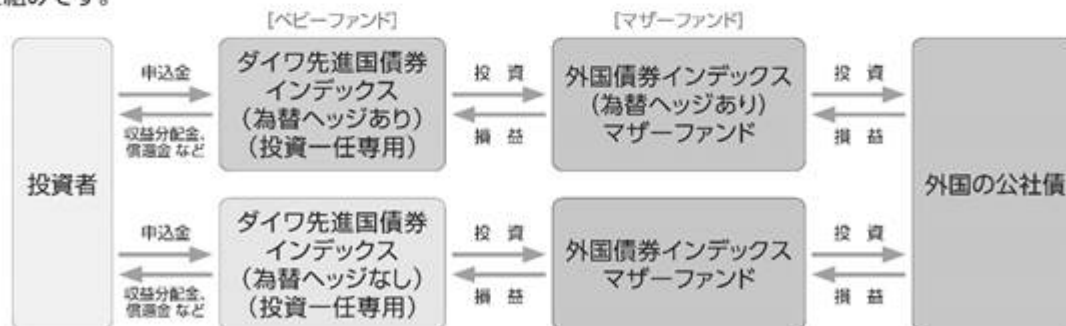 組みです。
[ベビーファンド]
[マザーファンド]
投資者
申込金
収益分配金、
償還金 など
ダイワ先進国債券
インデックス
(為替ヘッジあり)
(投資一任専用)
投 資
損 益
外国債券インデックス
(為替ヘッジあり)
マザーファンド
投 資
損 益
外国の公社債
申込金
収益分配金、
償還金 など
ダイワ先進国債券
インデックス
(為替ヘッジなし)
(投資一任専用)
投 資
損 益
外国債券インデックス
マザーファンド
投 資
損 益